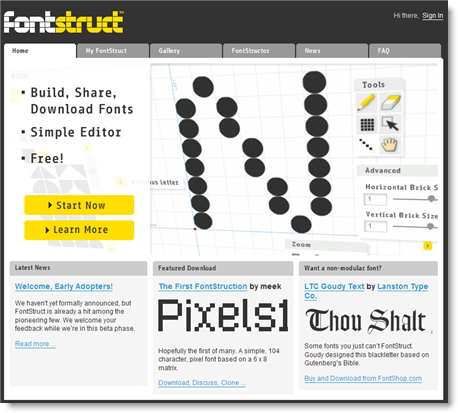 fontstruct
Hi there, Sign In
Home
My FontStruct
Gallery
FontStructor
News
FAQ
Build, Share,
Download Fonts
Simple Editor
Free!
Start Now
Learn More
Previous Letter
Tools
Advanced
Horizontal Brick S
1
Vertical Brick Size
1
Zoom
Latest News
Welcome, Early Adopters!
We haven't yet formally announced, but
FontStruct is already a hit among the
pioneering few. We welcome your
feedback while we're in this beta phase.
Read more ...
Featured Download
The First FontStruction by meek
Pixels1
Hopefully the first of many. A simple, 104
character, pixel font based on a 6 x 8
matrix.
Download, Discuss, Clone ...
Want a non-modular font?
LTC Goudy Text by Lanston Type
Co.
Thou Shalt
Some fonts you just can't FontStruct.
Goudy designed this blackletter based on
Gutenberg's Bible.
Buy and Download from FontShop.com